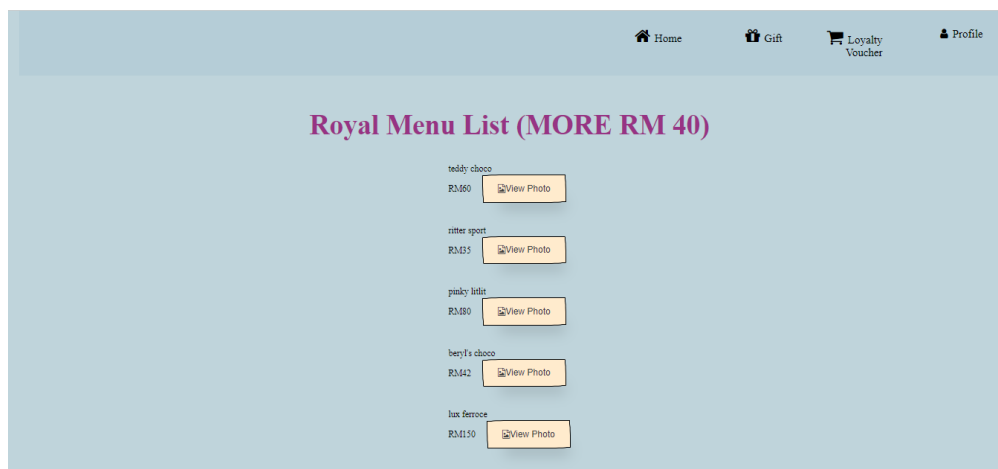 Home
Gift
Loyalty
Voucher
Profile
Royal Menu List (MORE RM 40)
teddy choco
RM60 View Photo
ritter sport
RM35 View Photo
pinky litlit
RM80 View Photo
beryl's choco
RM42 View Photo
lux ferroce
RM150 View Photo